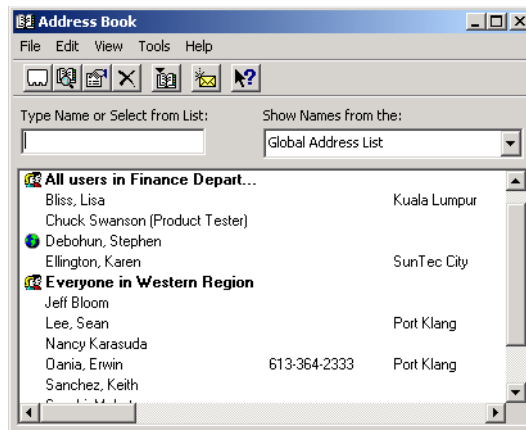 Address Book
File Edit View Tools Help
Type Name or Select from List: Show Names from the:
Global Address List
All users in Finance Depart...
Bliss, Lisa Kuala Lumpur
Chuck Swanson (Product Tester)
Debohun, Stephen
Ellington, Karen SunTec City
Everyone in Western Region
Jeff Bloom
Lee, Sean Port Klang
Nancy Karasuda
Oania, Erwin 613-364-2333 Port Klang
Sanchez, Keith